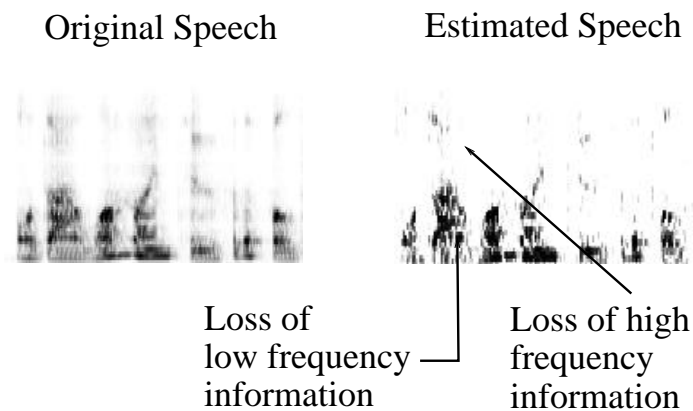 Original Speech
Estimated Speech
Loss of
low frequency
information
Loss of high
frequency
information